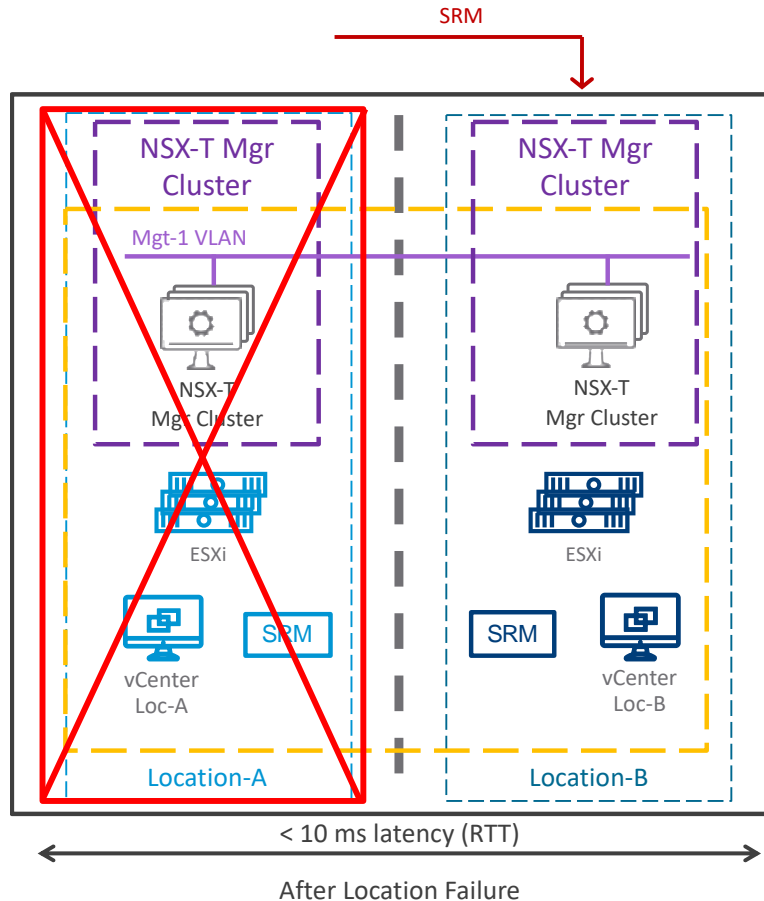 SRM
NSX-T Mgr
Cluster
Mgt-1 VLAN
NSX-T
Mgr Cluster
ESXi
vCenter
Loc-A
SRM
Location-A
NSX-T Mgr
Cluster
NSX-T
Mgr Cluster
ESXi
SRM
vCenter
Loc-B
Location-B
< 10 ms latency (RTT)
After Location Failure